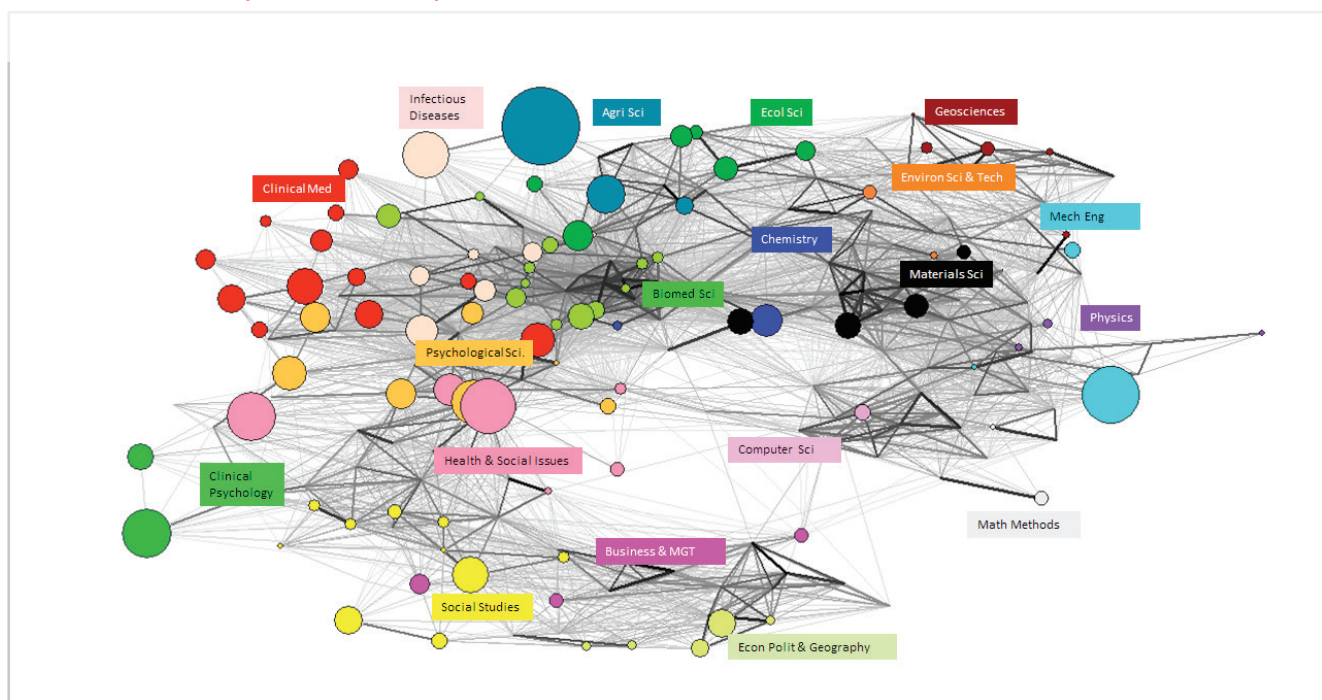 Infectious
Diseases
Agri Sci
Ecol Sci
Geosciences
Clinical Med
Environ Sci & Tech
Mech Eng
Chemistry
Materials Sci
Biomed Sci
Physics
Psychological Sci.
Health & Social Issues
Computer Sci
Clinical
Psychology
Math Methods
Business & MGT
Social Studies
Econ Polit & Geography